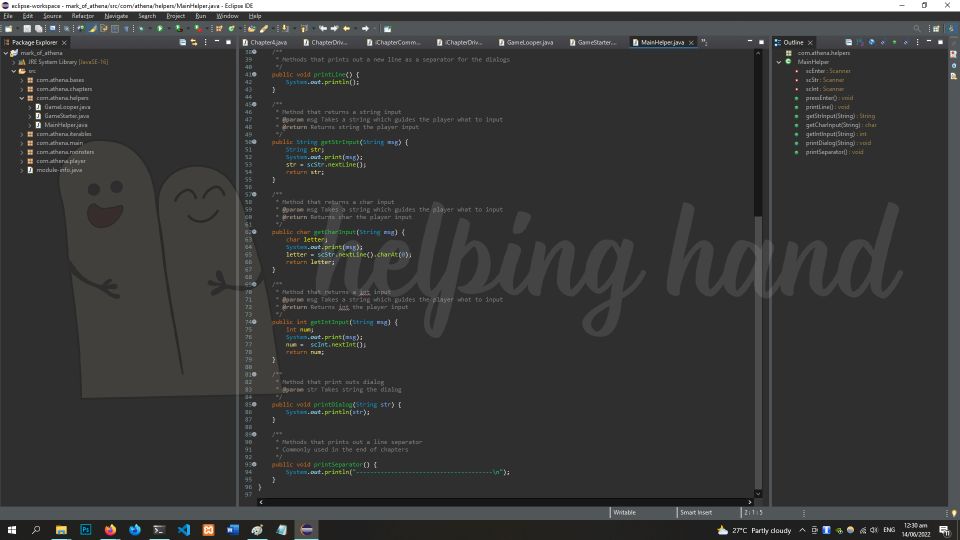 eclipse-workspace - mark_of_athena/src/com/athena/helpers/MainHelper.java - Eclipse IDE
File Edit Source Refactor Navigate Search Project Run Window Help
Package Explorer
mark_of_athena
JRE System Library [JavaSE-16]
src
com.athena.bases
com.athena.chapters
com.athena.helpers
GameLooper.java
GameStarter.java
MainHelper.java
com.athena.iterables
com.athena.main
com.athena.monsters
com.athena.player
module-info.java
Chapter4.java ChapterDriv... iChapterComm... iChapterDriv... GameLooper.java GameStarter.... MainHelper.java
38 /**
39 * Methods that prints out a new line as a separator for the dialogs
40 */
41 public void printLine() {
42 System.out.println();
43 }
44
45 /**
46 * Method that returns a string input
47 * @param msg Takes a string which guides the player what to input
48 * @return Returns string the player input
49 */
50 public String getStrInput(String msg) {
51 String str;
52 System.out.print(msg);
53 str = scStr.nextLine();
54 return str;
55 }
56
57 /**
58 * Method that returns a char input
59 * @param msg Takes a string which guides the player what to input
60 * @return Returns char the player input
61 */
62 public char getCharInput(String msg) {
63 char letter;
64 System.out.print(msg);
65 letter = scStr.nextLine().charAt(0);
66 return letter;
67 }
68
69 /**
70 * Method that returns a int input
71 * @param msg Takes a string which guides the player what to input
72 * @return Returns int the player input
73 */
74 public int getIntInput(String msg) {
75 int num;
76 System.out.print(msg);
77 num = scInt.nextInt();
78 return num;
79 }
80
81 /**
82 * Method that print outs dialog
83 * @param str Takes string the dialog
84 */
85 public void printDialog(String str) {
86 System.out.println(str);
87 }
88
89 /**
90 * Methods that prints out a line separator
91 * Commonly used in the end of chapters
92 */
93 public void printSeparator() {
94 System.out.println("---------------------------------------\n");
95 }
96 }
97
helping hand
Outline
com.athena.helpers
MainHelper
scEnter : Scanner
scStr : Scanner
scInt : Scanner
pressEnter() : void
printLine() : void
getStrInput(String) : String
getCharInput(String) : char
getIntInput(String) : int
printDialog(String) : void
printSeparator() : void
Writable Smart Insert 2 : 1 : 5
27°C Partly cloudy ENG 12:30 am
14/06/2022